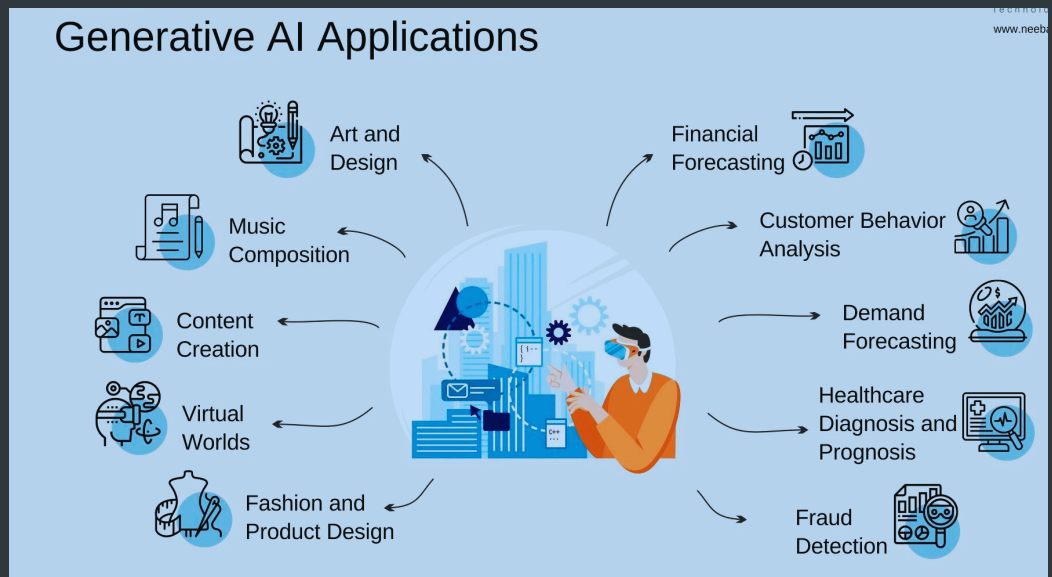 Generative AI Applications
www.neeba
Art and
Design
Music
Composition
Content
Creation
Virtual
Worlds
Fashion and
Product Design
Financial
Forecasting
Customer Behavior
Analysis
Demand
Forecasting
Healthcare
Diagnosis and
Prognosis
Fraud
Detection
C++